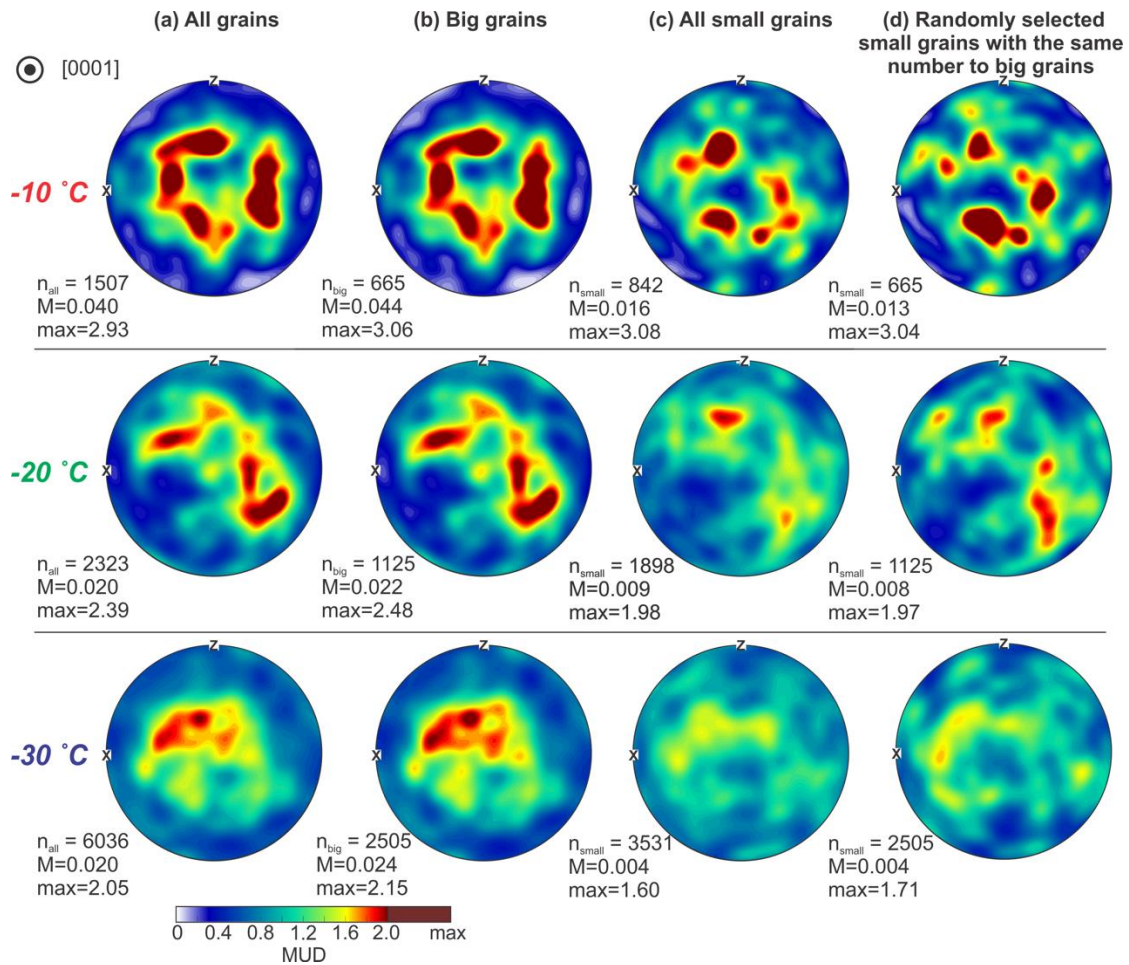 (a) All grains
(b) Big grains
(c) All small grains
(d) Randomly selected
small grains with the same
number to big grains
[0001]
Z
Z
Z
Z
-10 °C
X
X
X
X
n_all = 1507
M=0.040
max=2.93
n_big = 665
M=0.044
max=3.06
n_small = 842
M=0.016
max=3.08
n_small = 665
M=0.013
max=3.04
Z
Z
Z
Z
-20 °C
X
X
X
X
n_all = 2323
M=0.020
max=2.39
n_big = 1125
M=0.022
max=2.48
n_small = 1898
M=0.009
max=1.98
n_small = 1125
M=0.008
max=1.97
Z
Z
Z
Z
-30 °C
X
X
X
X
n_all = 6036
M=0.020
max=2.05
n_big = 2505
M=0.024
max=2.15
n_small = 3531
M=0.004
max=1.60
n_small = 2505
M=0.004
max=1.71
0 0.4 0.8 1.2 1.6 2.0 max
MUD